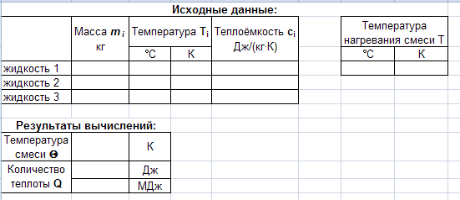 Исходные данные:
Масса m i
кг
Температура Ti
°С К
Теплоёмкость ci
Дж/(кг·К)
Температура
нагревания смеси Т
°С К
жидкость 1
жидкость 2
жидкость 3
Результаты вычислений:
Температура
смеси Θ
К
Количество
теплоты Q
Дж
МДж